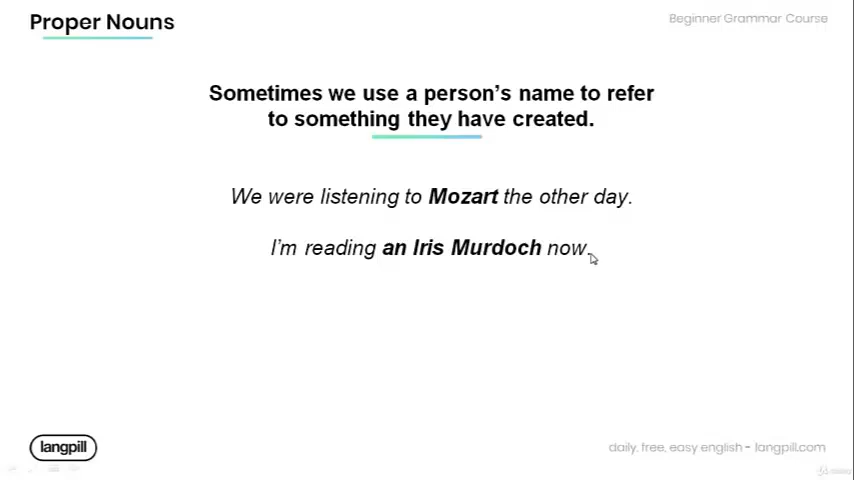 Proper Nouns
Beginner Grammar Course
Sometimes we use a person's name to refer
to something they have created.
We were listening to Mozart the other day.
I'm reading an Iris Murdoch now.
langpill
daily, free, easy english - langpill.com